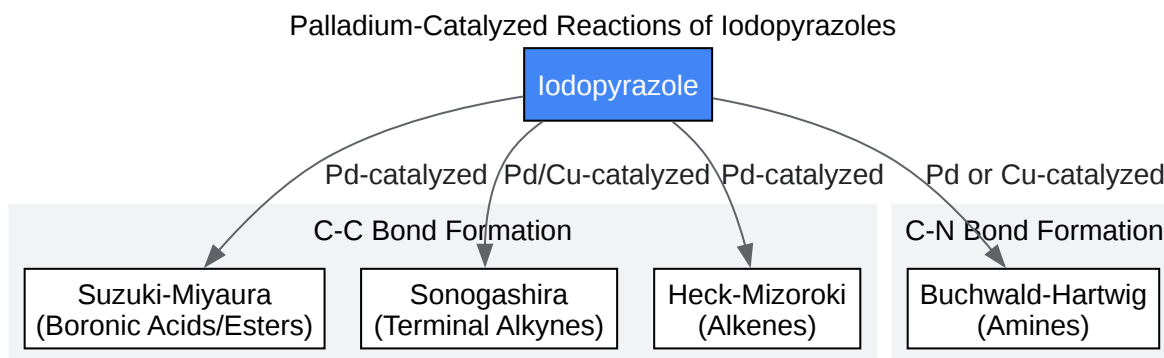 Palladium-Catalyzed Reactions of Iodopyrazoles
Iodopyrazole
Pd-catalyzed
Pd/Cu-catalyzed
Pd-catalyzed
Pd or Cu-catalyzed
C-C Bond Formation
C-N Bond Formation
Suzuki-Miyaura
(Boronic Acids/Esters)
Sonogashira
(Terminal Alkynes)
Heck-Mizoroki
(Alkenes)
Buchwald-Hartwig
(Amines)